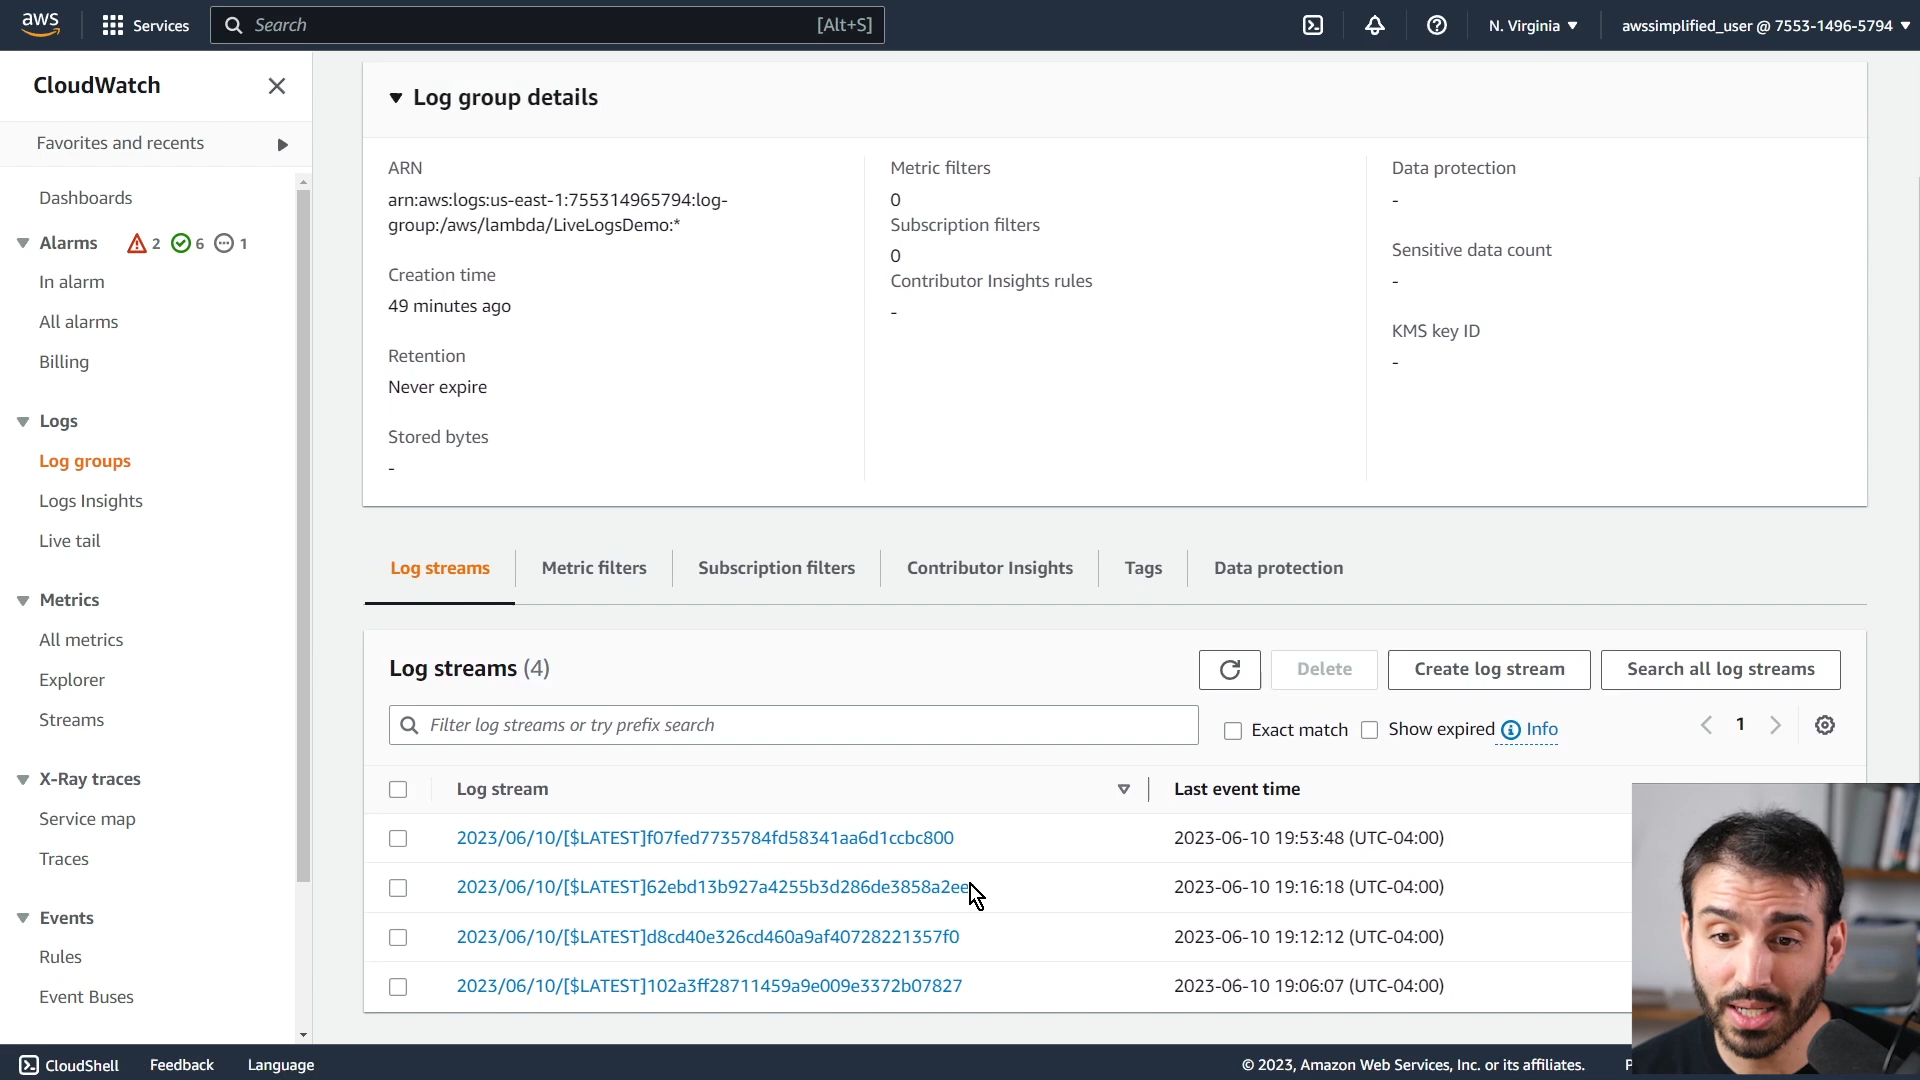 aws
Services
Search
[Alt+S]
N. Virginia
awssimplified_user @ 7553-1496-5794
CloudWatch
Favorites and recents
Dashboards
Alarms 2 6 1
In alarm
All alarms
Billing
Logs
Log groups
Logs Insights
Live tail
Metrics
All metrics
Explorer
Streams
X-Ray traces
Service map
Traces
Events
Rules
Event Buses
Log group details
ARN
arn:aws:logs:us-east-1:755314965794:log-
group:/aws/lambda/LiveLogsDemo:*
Creation time
49 minutes ago
Retention
Never expire
Stored bytes
-
Metric filters
0
Subscription filters
0
Contributor Insights rules
-
Data protection
-
Sensitive data count
-
KMS key ID
-
Log streams
Metric filters
Subscription filters
Contributor Insights
Tags
Data protection
Log streams (4)
Delete
Create log stream
Search all log streams
Filter log streams or try prefix search
Exact match
Show expired
Info
1
Log stream
Last event time
2023/06/10/[$LATEST]f07fed7735784fd58341aa6d1ccbc800
2023-06-10 19:53:48 (UTC-04:00)
2023/06/10/[$LATEST]62ebd13b927a4255b3d286de3858a2ee
2023-06-10 19:16:18 (UTC-04:00)
2023/06/10/[$LATEST]d8cd40e326cd460a9af40728221357f0
2023-06-10 19:12:12 (UTC-04:00)
2023/06/10/[$LATEST]102a3ff28711459a9e009e3372b07827
2023-06-10 19:06:07 (UTC-04:00)
CloudShell
Feedback
Language
© 2023, Amazon Web Services, Inc. or its affiliates.